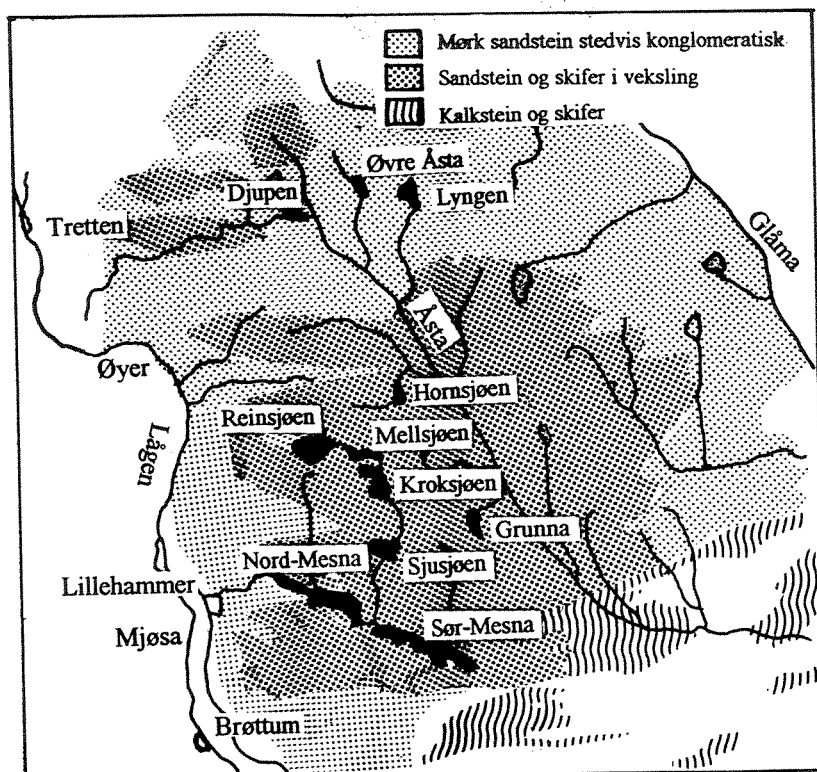 Mørk sandstein stedvis konglomeratisk
Sandstein og skifer i veksling
Kalkstein og skifer
Øvre Åsta
Djupen
Lyngen
Tretten
Glåma
Åsta
Øyer
Hornsjøen
Reinsjøen
Mellsjøen
Lågen
Kroksjøen
Grunna
Nord-Mesna
Sjusjøen
Lillehammer
Sør-Mesna
Mjøsa
Brøttum